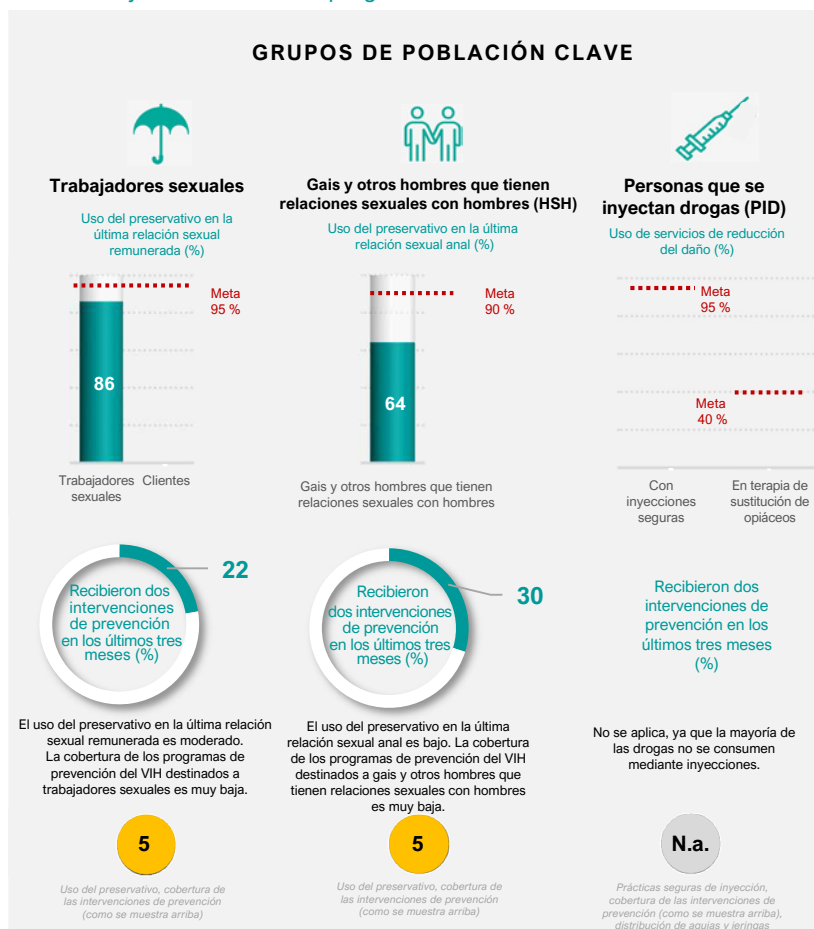 GRUPOS DE POBLACIÓN CLAVE
Trabajadores sexuales
Uso del preservativo en la
última relación sexual
remunerada (%)
Meta
95 %
86
Trabajadores
sexuales
Clientes
22
Recibieron dos
intervenciones
de prevención
en los últimos tres
meses (%)
El uso del preservativo en la última relación
sexual remunerada es moderado.
La cobertura de los programas de
prevención del VIH destinados a
trabajadores sexuales es muy baja.
5
Uso del preservativo, cobertura de
las intervenciones de prevención
(como se muestra arriba)
Gais y otros hombres que tienen
relaciones sexuales con hombres (HSH)
Uso del preservativo en la última
relación sexual anal (%)
Meta
90 %
64
Gais y otros hombres que tienen
relaciones sexuales con hombres
30
Recibieron
dos intervenciones
de prevención
en los últimos tres
meses (%)
El uso del preservativo en la última
relación sexual anal es bajo. La cobertura
de los programas de prevención del VIH
destinados a gais y otros hombres que
tienen relaciones sexuales con hombres
es muy baja.
5
Uso del preservativo, cobertura de
las intervenciones de prevención
(como se muestra arriba)
Personas que se
inyectan drogas (PID)
Uso de servicios de reducción
del daño (%)
Meta
95 %
Meta
40 %
Con
inyecciones
seguras
En terapia de
sustitución de
opiáceos
Recibieron dos
intervenciones de
prevención en los
últimos tres meses
(%)
No se aplica, ya que la mayoría de
las drogas no se consumen
mediante inyecciones.
N.a.
Prácticas seguras de inyección,
cobertura de las intervenciones de
prevención (como se muestra arriba),
distribución de agujas y jeringas